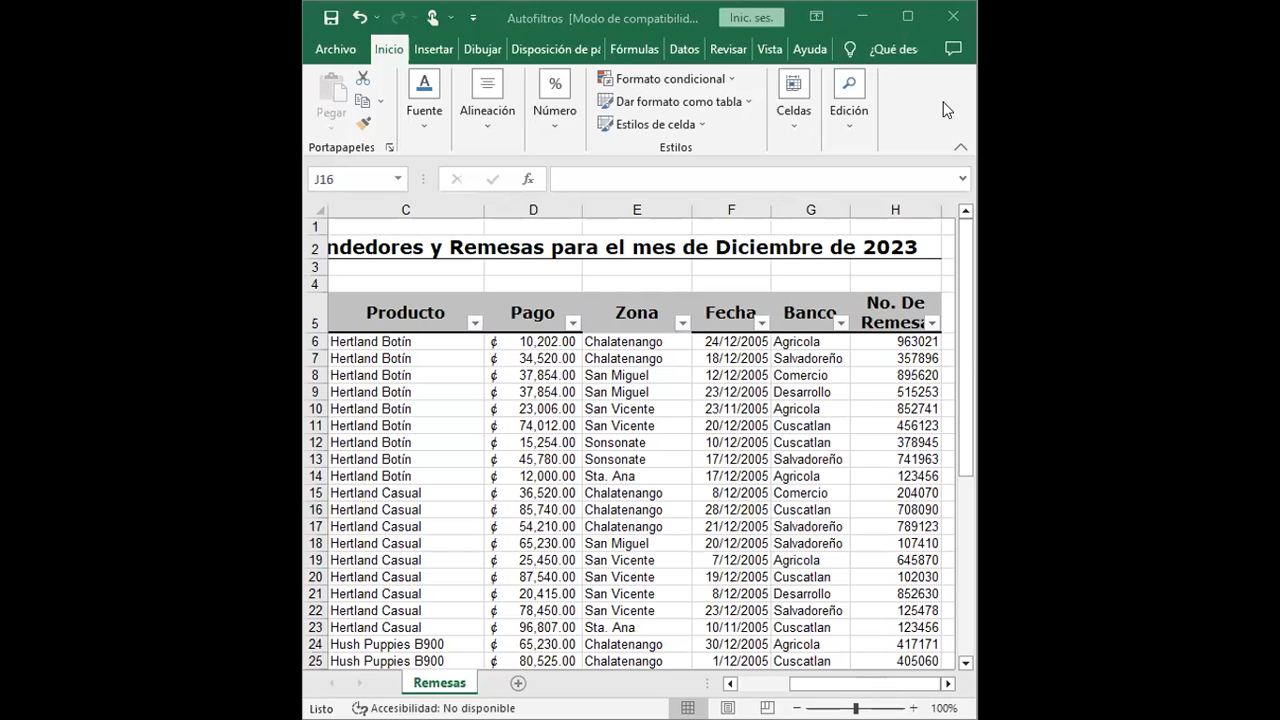 Autofiltros [Modo de compatibilid... Inic. ses.
Archivo Inicio Insertar Dibujar Disposición de pá Fórmulas Datos Revisar Vista Ayuda ¿Qué des
Pegar Fuente Alineación Número Formato condicional Dar formato como tabla Estilos de celda Celdas Edición
Portapapeles Estilos
J16 fx
C D E F G H
1
2 ndedores y Remesas para el mes de Diciembre de 2023
3
4
5 Producto Pago Zona Fecha Banco No. De Remesa
6 Hertland Botín ¢ 10,202.00 Chalatenango 24/12/2005 Agricola 963021
7 Hertland Botín ¢ 34,520.00 Chalatenango 18/12/2005 Salvadoreño 357896
8 Hertland Botín ¢ 37,854.00 San Miguel 12/12/2005 Comercio 895620
9 Hertland Botín ¢ 37,854.00 San Miguel 23/12/2005 Desarrollo 515253
10 Hertland Botín ¢ 23,006.00 San Vicente 23/11/2005 Agricola 852741
11 Hertland Botín ¢ 74,012.00 San Vicente 20/12/2005 Cuscatlan 456123
12 Hertland Botín ¢ 15,254.00 Sonsonate 10/12/2005 Cuscatlan 378945
13 Hertland Botín ¢ 45,780.00 Sonsonate 17/12/2005 Salvadoreño 741963
14 Hertland Botín ¢ 12,000.00 Sta. Ana 17/12/2005 Agricola 123456
15 Hertland Casual ¢ 36,520.00 Chalatenango 8/12/2005 Comercio 204070
16 Hertland Casual ¢ 85,740.00 Chalatenango 28/12/2005 Cuscatlan 708090
17 Hertland Casual ¢ 54,210.00 Chalatenango 21/12/2005 Salvadoreño 789123
18 Hertland Casual ¢ 65,230.00 San Miguel 20/12/2005 Salvadoreño 107410
19 Hertland Casual ¢ 25,450.00 San Vicente 7/12/2005 Agricola 645870
20 Hertland Casual ¢ 87,540.00 San Vicente 19/12/2005 Cuscatlan 102030
21 Hertland Casual ¢ 20,415.00 San Vicente 8/12/2005 Desarrollo 852630
22 Hertland Casual ¢ 78,450.00 San Vicente 23/12/2005 Salvadoreño 125478
23 Hertland Casual ¢ 96,807.00 Sta. Ana 10/11/2005 Cuscatlan 123456
24 Hush Puppies B900 ¢ 65,230.00 Chalatenango 30/12/2005 Agricola 417171
25 Hush Puppies B900 ¢ 80,525.00 Chalatenango 1/12/2005 Cuscatlan 405060
Remesas
Listo Accesibilidad: No disponible 100%